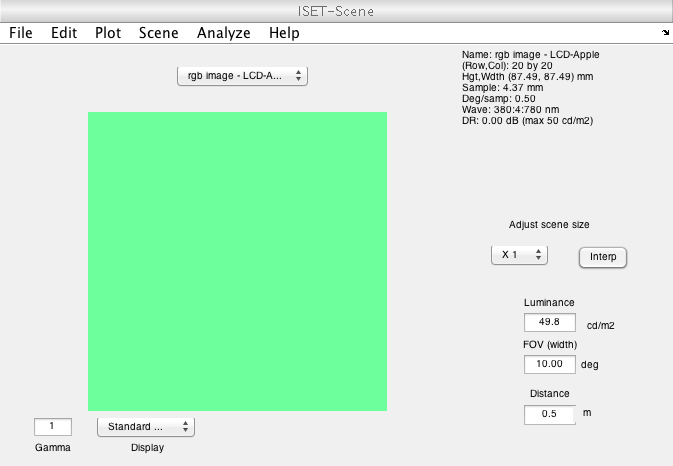 ISET-Scene
File Edit Plot Scene Analyze Help
rgb image - LCD-A...
Name: rgb image - LCD-Apple
(Row,Col): 20 by 20
Hgt,Wdth (87.49, 87.49) mm
Sample: 4.37 mm
Deg/samp: 0.50
Wave: 380:4:780 nm
DR: 0.00 dB (max 50 cd/m2)
Adjust scene size
X 1 Interp
Luminance
49.8 cd/m2
FOV (width)
10.00 deg
Distance
0.5 m
1 Standard ...
Gamma Display